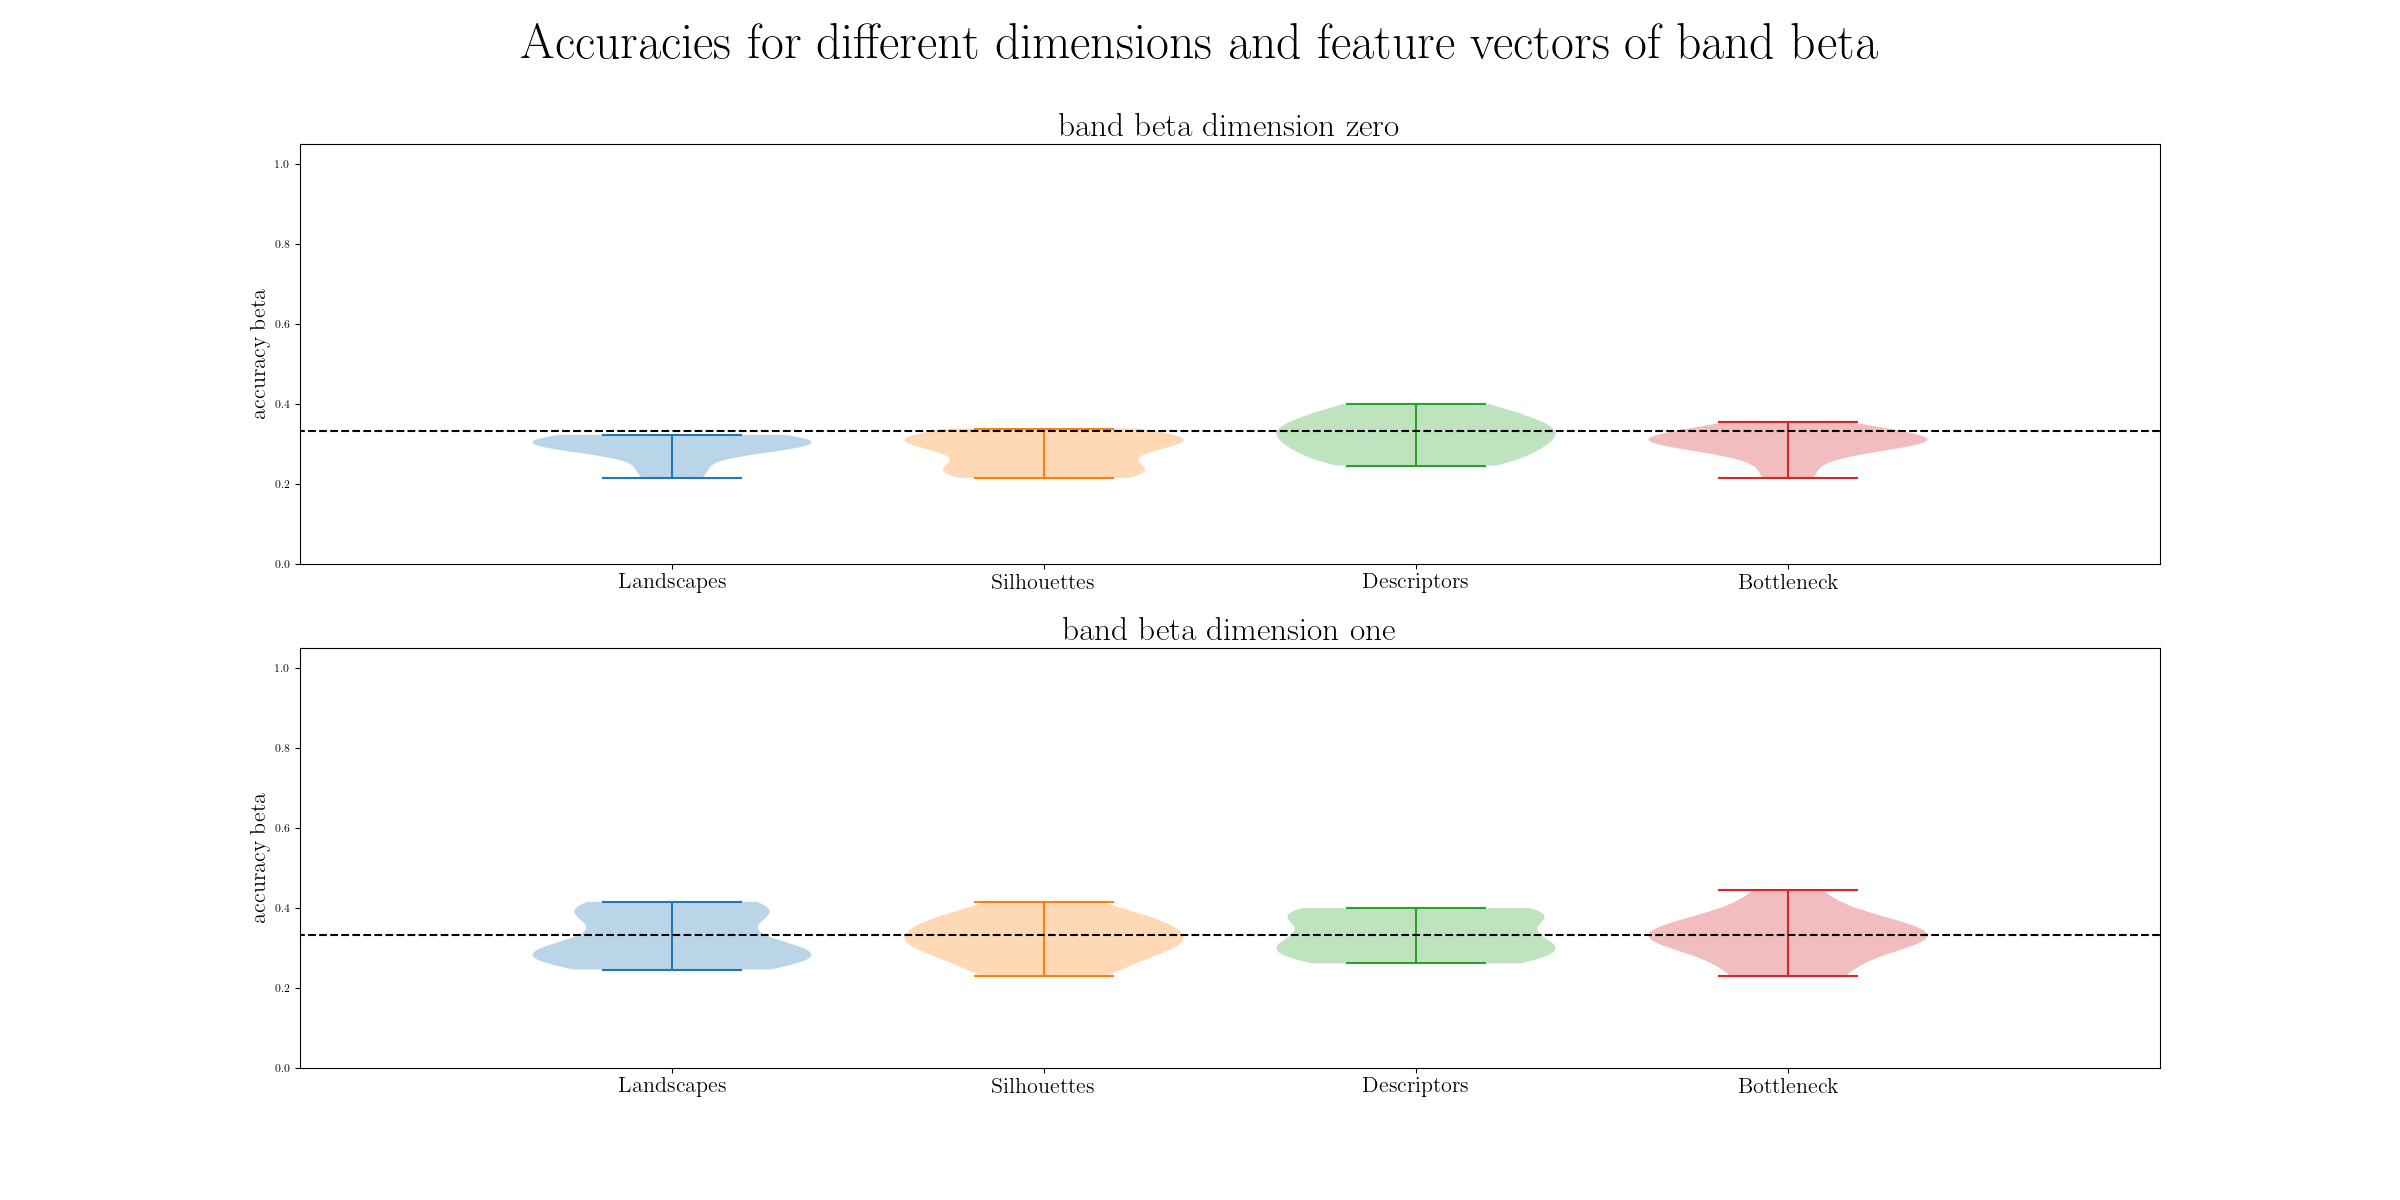 Accuracies for different dimensions and feature vectors of band beta
band beta dimension zero
1.0
0.8
0.6
0.4
0.2
0.0
accuracy beta
Landscapes Silhouettes Descriptors Bottleneck
band beta dimension one
1.0
0.8
0.6
0.4
0.2
0.0
accuracy beta
Landscapes Silhouettes Descriptors Bottleneck